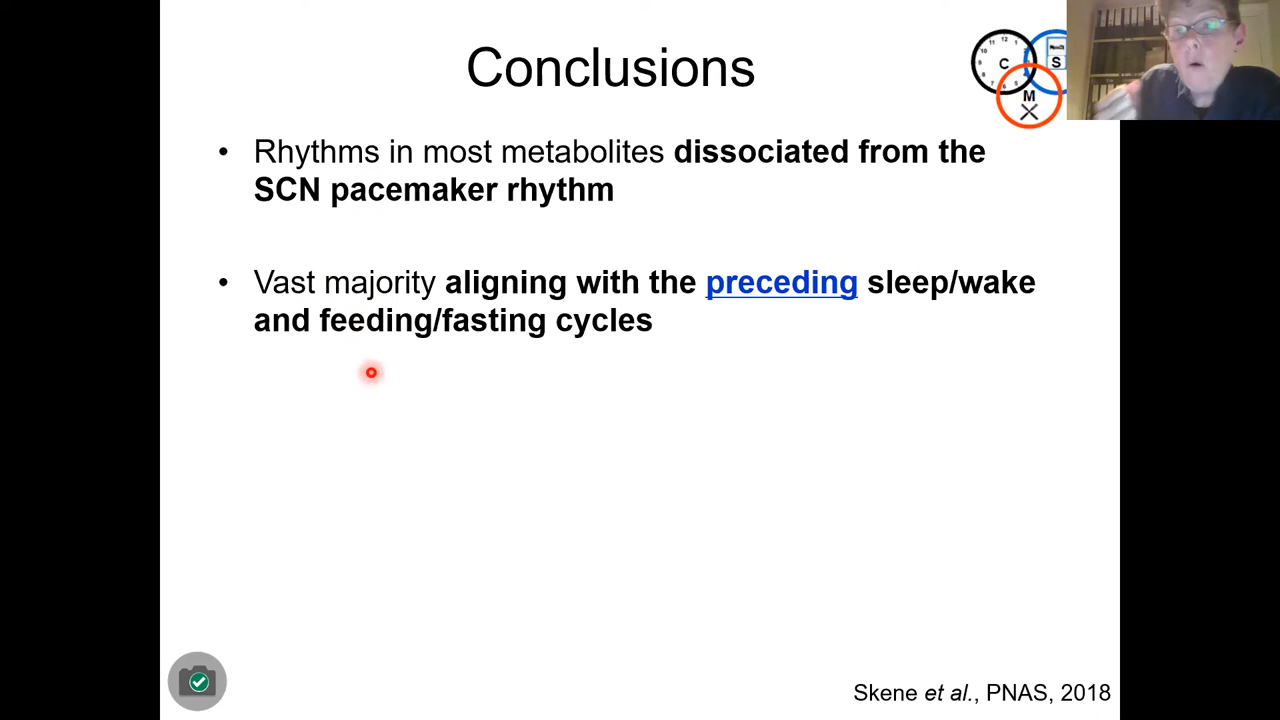 Conclusions
C
S
M
• Rhythms in most metabolites dissociated from the
SCN pacemaker rhythm
• Vast majority aligning with the preceding sleep/wake
and feeding/fasting cycles
Skene et al., PNAS, 2018